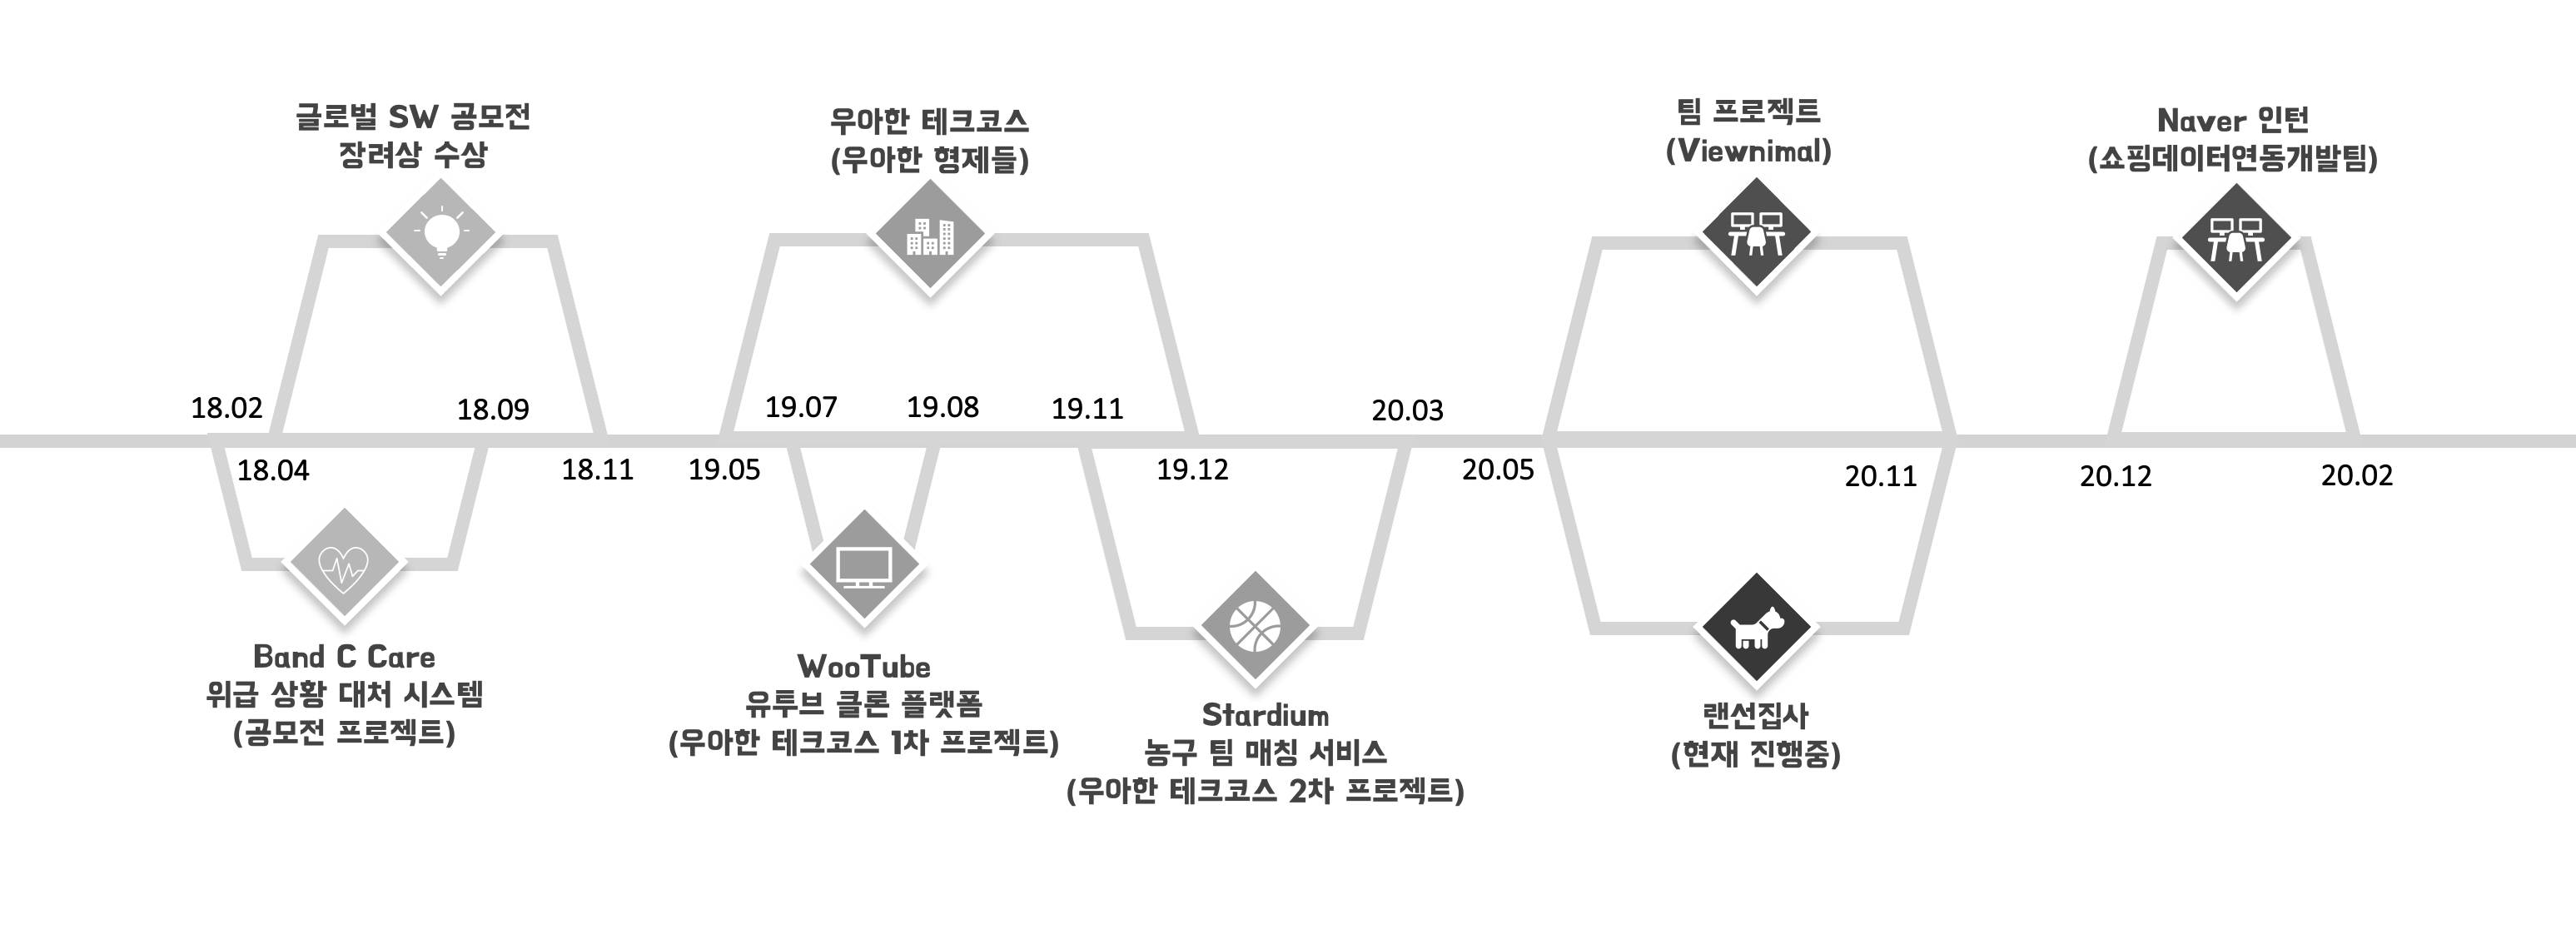 글로벌 SW 공모전
장려상 수상
우아한 테크코스
(우아한 형제들)
팀 프로젝트
(Viewnimal)
Naver 인턴
(쇼핑데이터연동개발팀)
18.02
18.09
19.07
19.08
19.11
20.03
18.04
18.11
19.05
19.12
20.05
20.11
20.12
20.02
Band C Care
위급 상황 대처 시스템
(공모전 프로젝트)
WooTube
유투브 클론 플랫폼
(우아한 테크코스 1차 프로젝트)
Stardium
농구 팀 매칭 서비스
(우아한 테크코스 2차 프로젝트)
랜선집사
(현재 진행중)